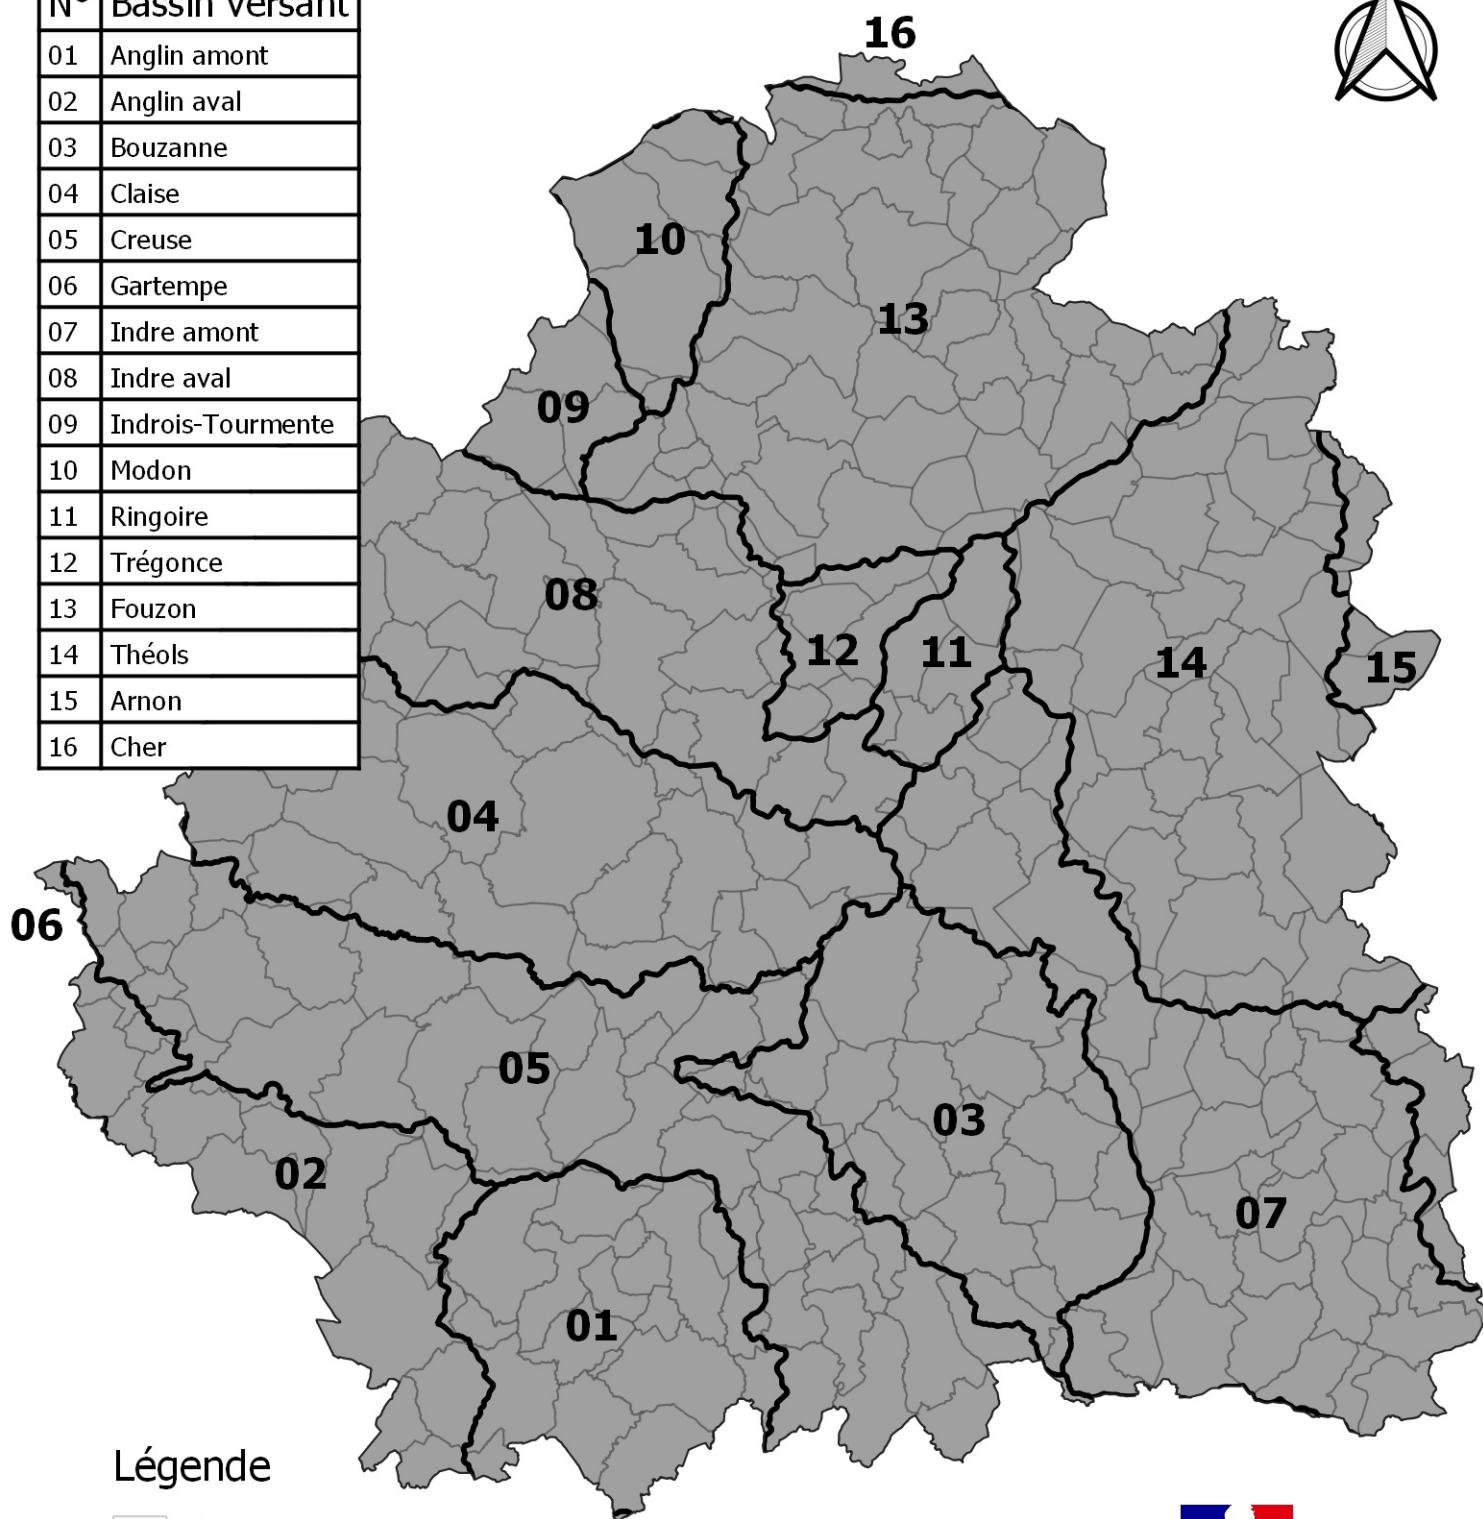 N° Bassin versant
01 Anglin amont
02 Anglin aval
03 Bouzanne
04 Claise
05 Creuse
06 Gartempe
07 Indre amont
08 Indre aval
09 Indrois-Tourmente
10 Modon
11 Ringoire
12 Trégonce
13 Fouzon
14 Théols
15 Arnon
16 Cher
16
10
13
09
08
12
11
14
15
04
06
05
03
02
07
01
Légende